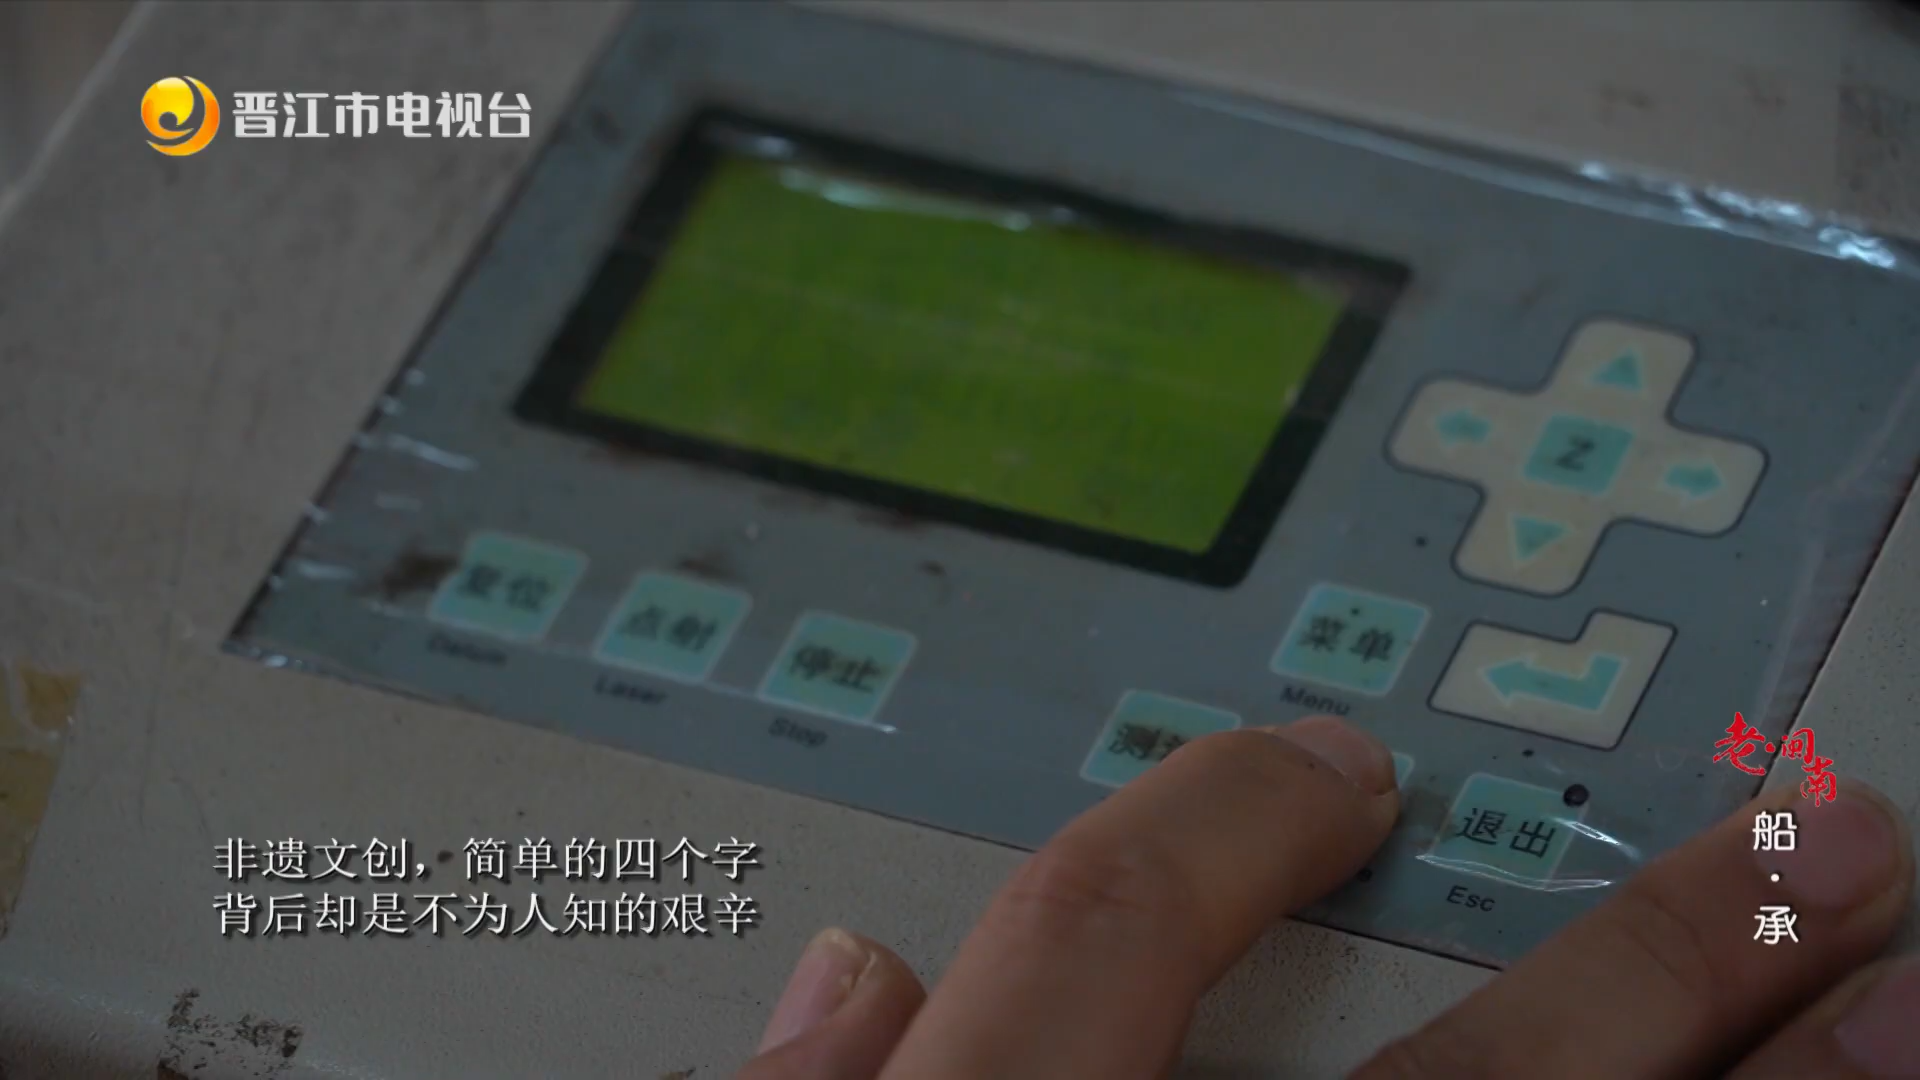 晋江市电视台
Z
复位
点射
停止
菜单
Laser
Stop
Menu
测
退出
Esc
老·闽南
船·承
非遗文创，简单的四个字
背后却是不为人知的艰辛